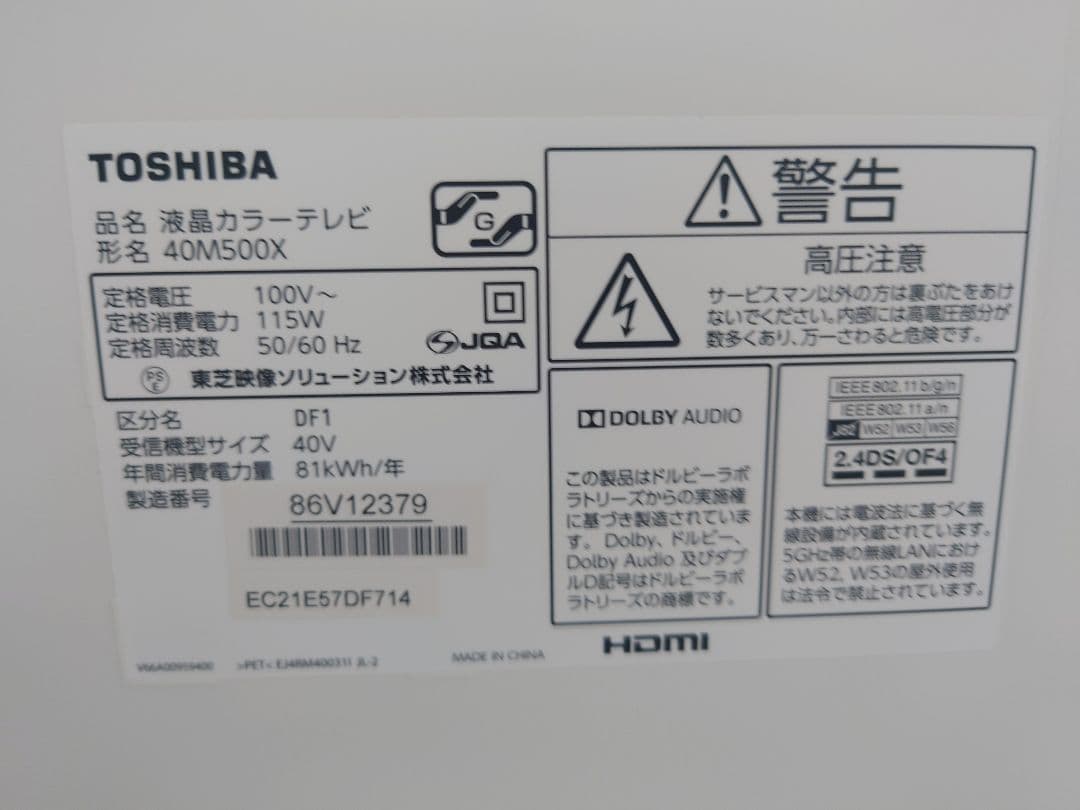 TOSHIBA
品名 液晶カラーテレビ
形名 40M500X
G
定格電圧 100V～
定格消費電力 115W
定格周波数 50/60 Hz
JQA
PS
E
東芝映像ソリューション株式会社
区分名 DF1
受信機型サイズ 40V
年間消費電力量 81kWh/年
製造番号 86V12379
EC21E57DF714
V66A00959400 >PET< EJ4RM40031I JL-2 MADE IN CHINA
警告
高圧注意
サービスマン以外の方は裏ぶたをあけ
ないでください。内部には高電圧部分が
数多くあり、万一さわると危険です。
DOLBY AUDIO
この製品はドルビーラボ
ラトリーズからの実施権
に基づき製造されていま
す。 Dolby、ドルビー、
Dolby Audio 及びダブ
ルD記号はドルビーラボ
ラトリーズの商標です。
IEEE802.11b/g/n
IEEE802.11a/n
J52 W52 W53 W56
2.4DS/OF4
本機には電波法に基づく無
線設備が内蔵されています。
5GHz帯の無線LANにおけ
るW52, W53の屋外使用
は法令で禁止されています。
HDMI